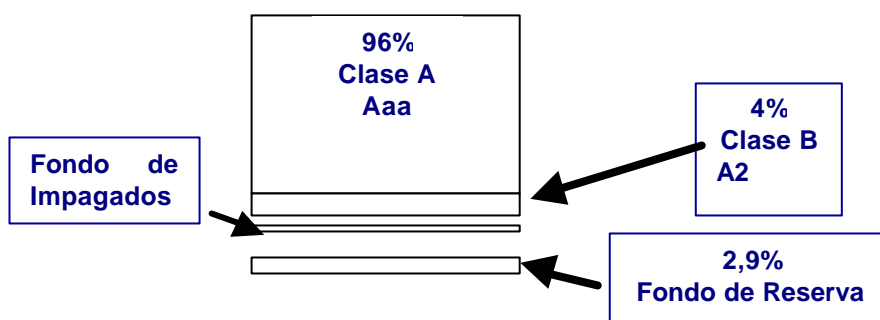 96%
Clase A
Aaa
4%
Clase B
A2
Fondo de
Impagados
2,9%
Fondo de Reserva